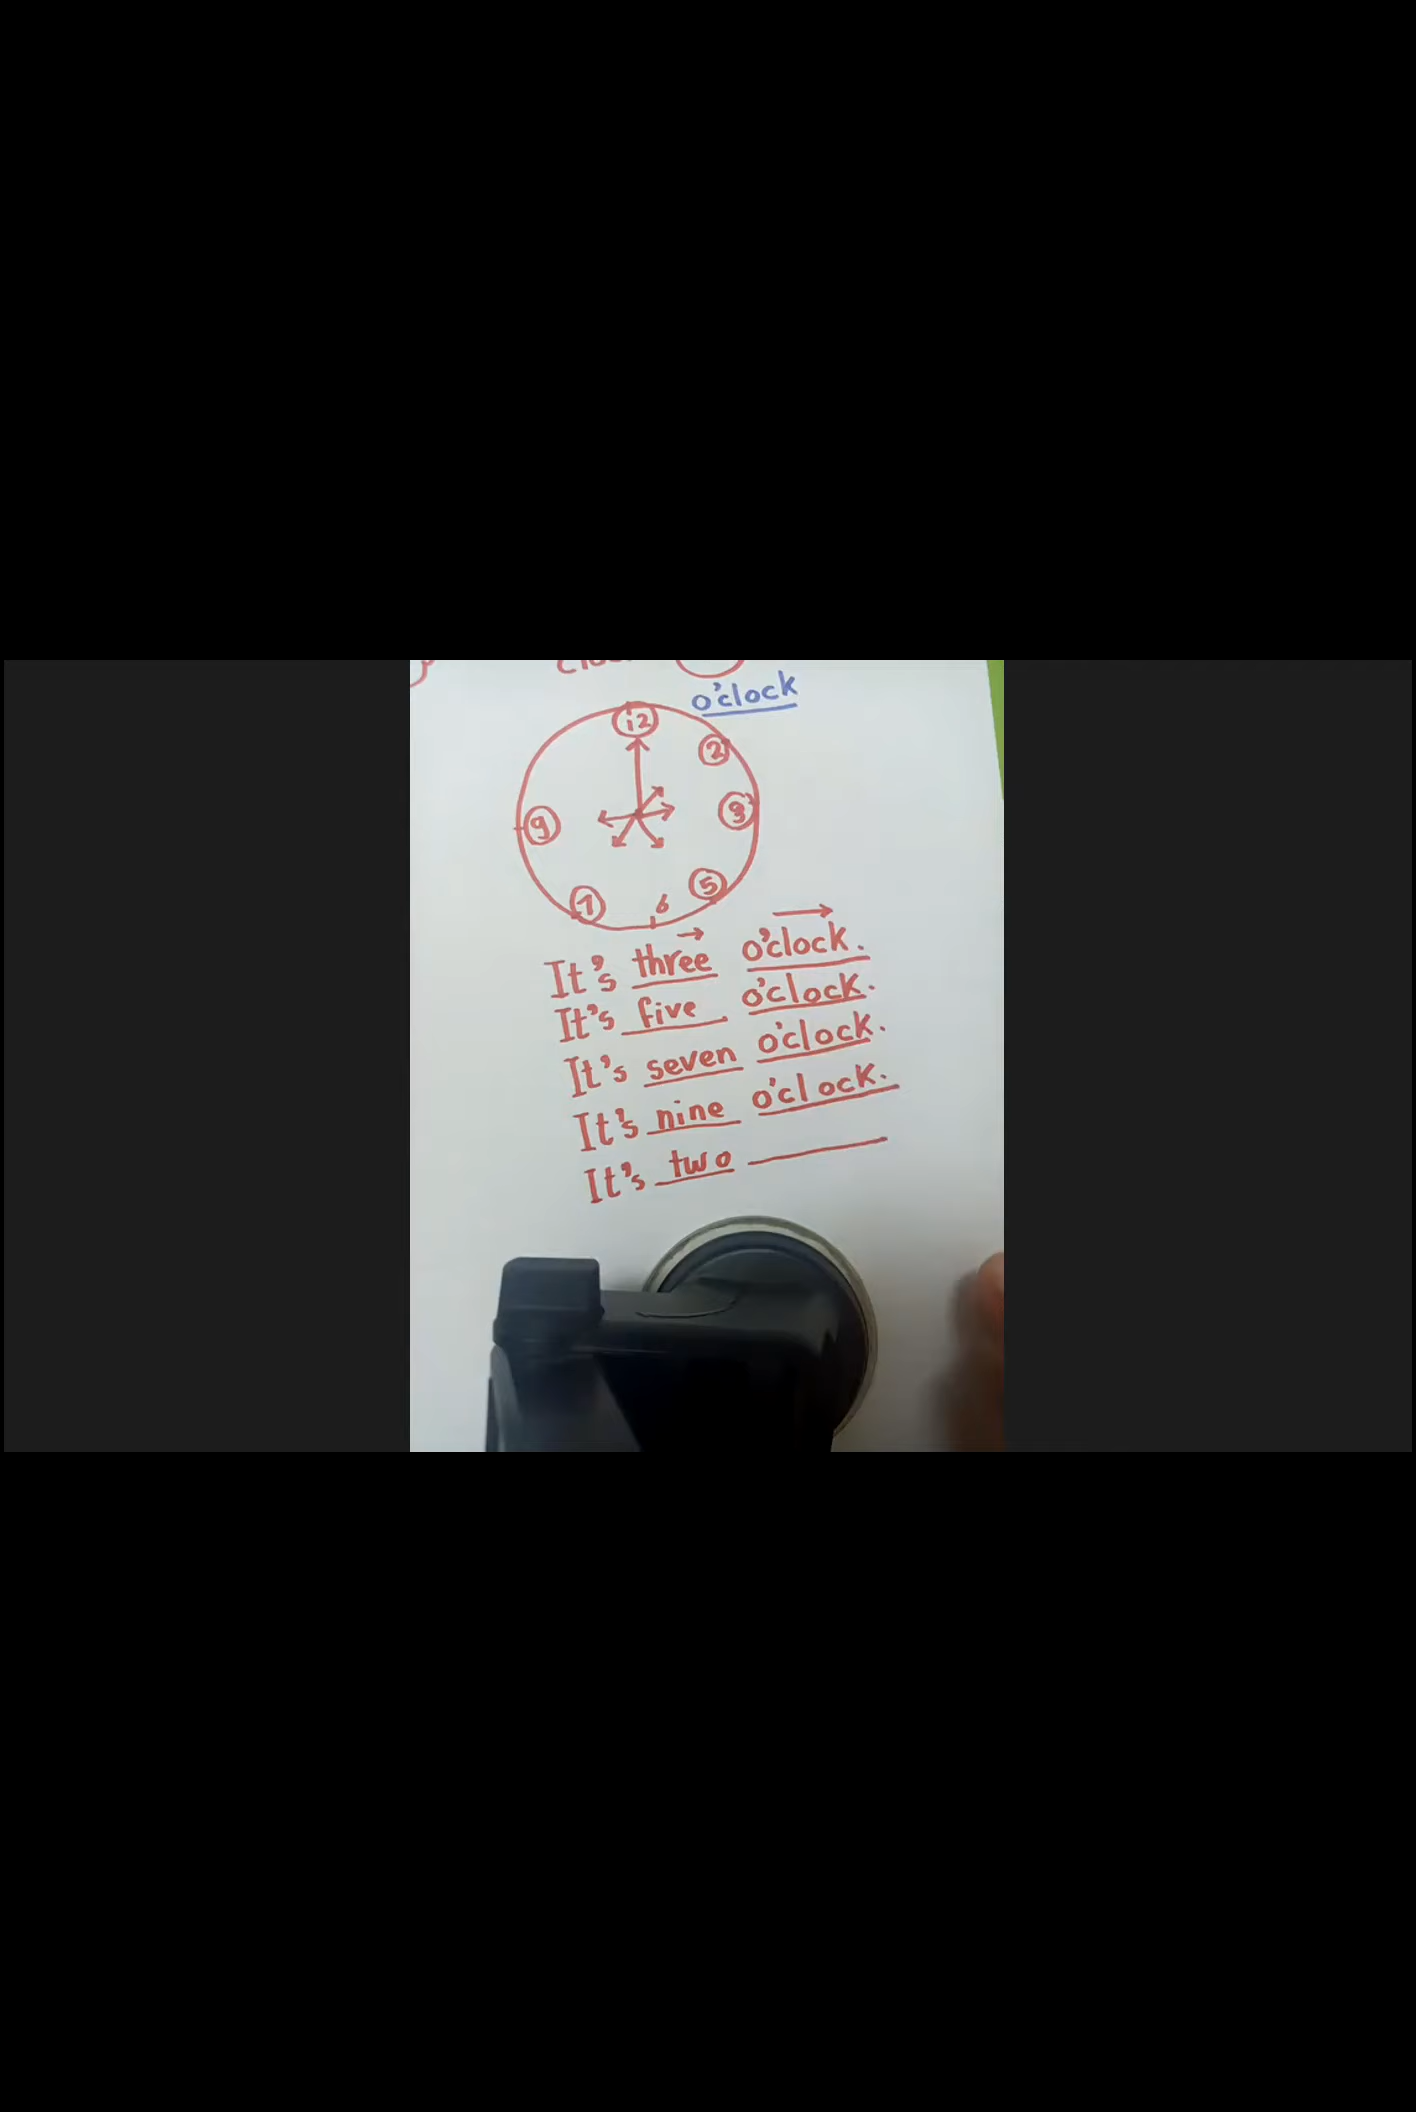 o'clock
12
2
9
3
7
6
5
It's three o'clock.
It's five o'clock.
It's seven o'clock.
It's nine o'clock.
It's two